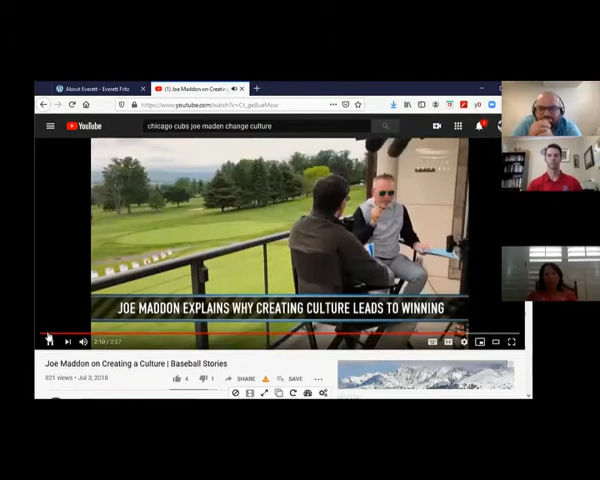 About Everett - Everett Fritz
(1) Joe Maddon on Creating
https://www.youtube.com/watch?v=
YouTube
chicago cubs joe maden change culture
JOE MADDON EXPLAINS WHY CREATING CULTURE LEADS TO WINNING
2:10 / 2:27
Joe Maddon on Creating a Culture | Baseball Stories
821 views • Jul 3, 2018
4
1
SHARE
SAVE